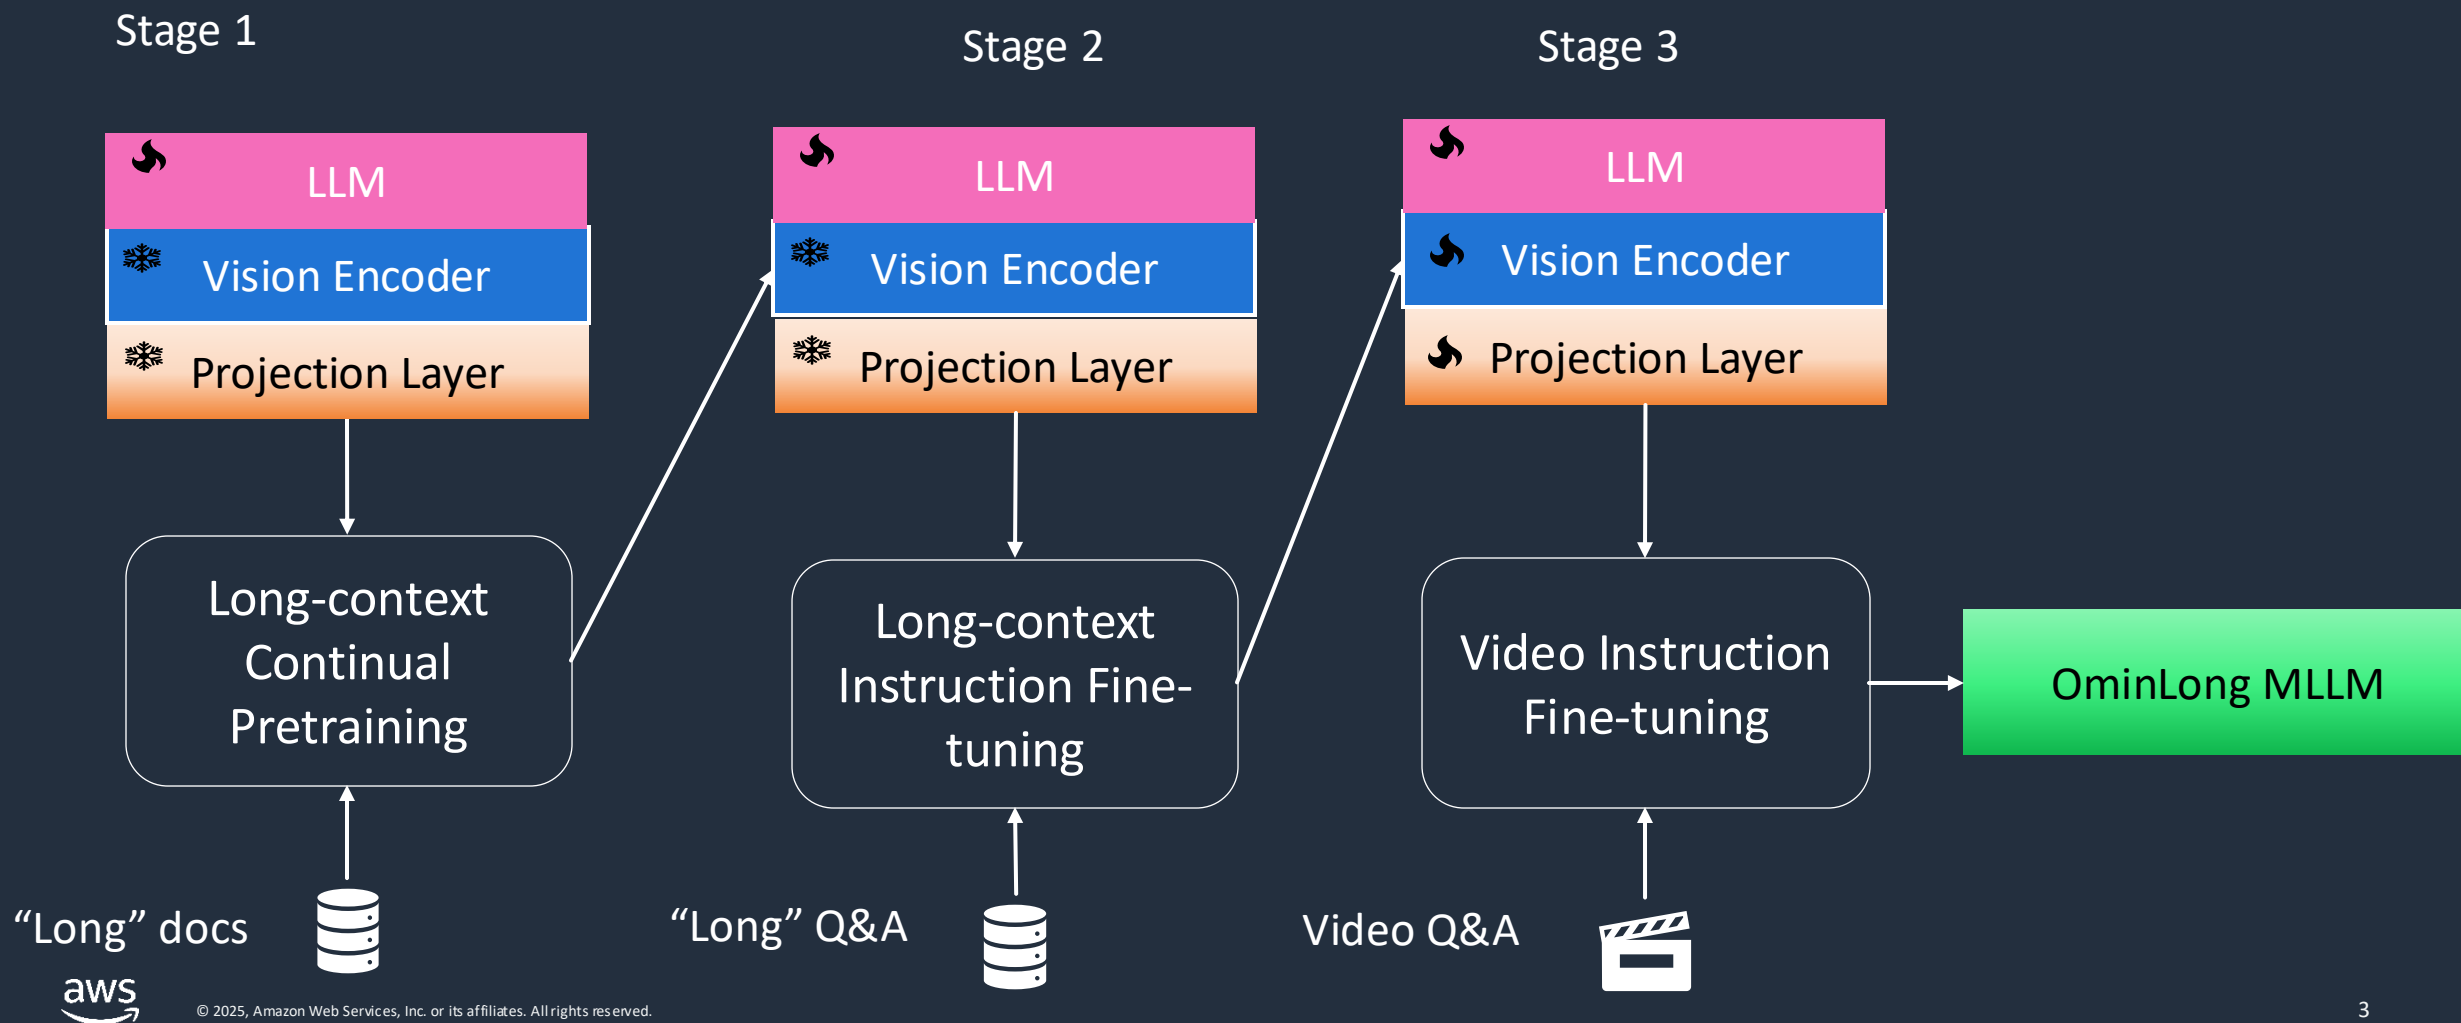 Stage 1
Stage 2
Stage 3
LLM
Vision Encoder
Projection Layer
LLM
Vision Encoder
Projection Layer
LLM
Vision Encoder
Projection Layer
Long-context
Continual
Pretraining
Long-context
Instruction Fine-
tuning
Video Instruction
Fine-tuning
OminLong MLLM
“Long” docs
“Long” Q&A
Video Q&A
aws
© 2025, Amazon Web Services, Inc. or its affiliates. All rights reserved.
3